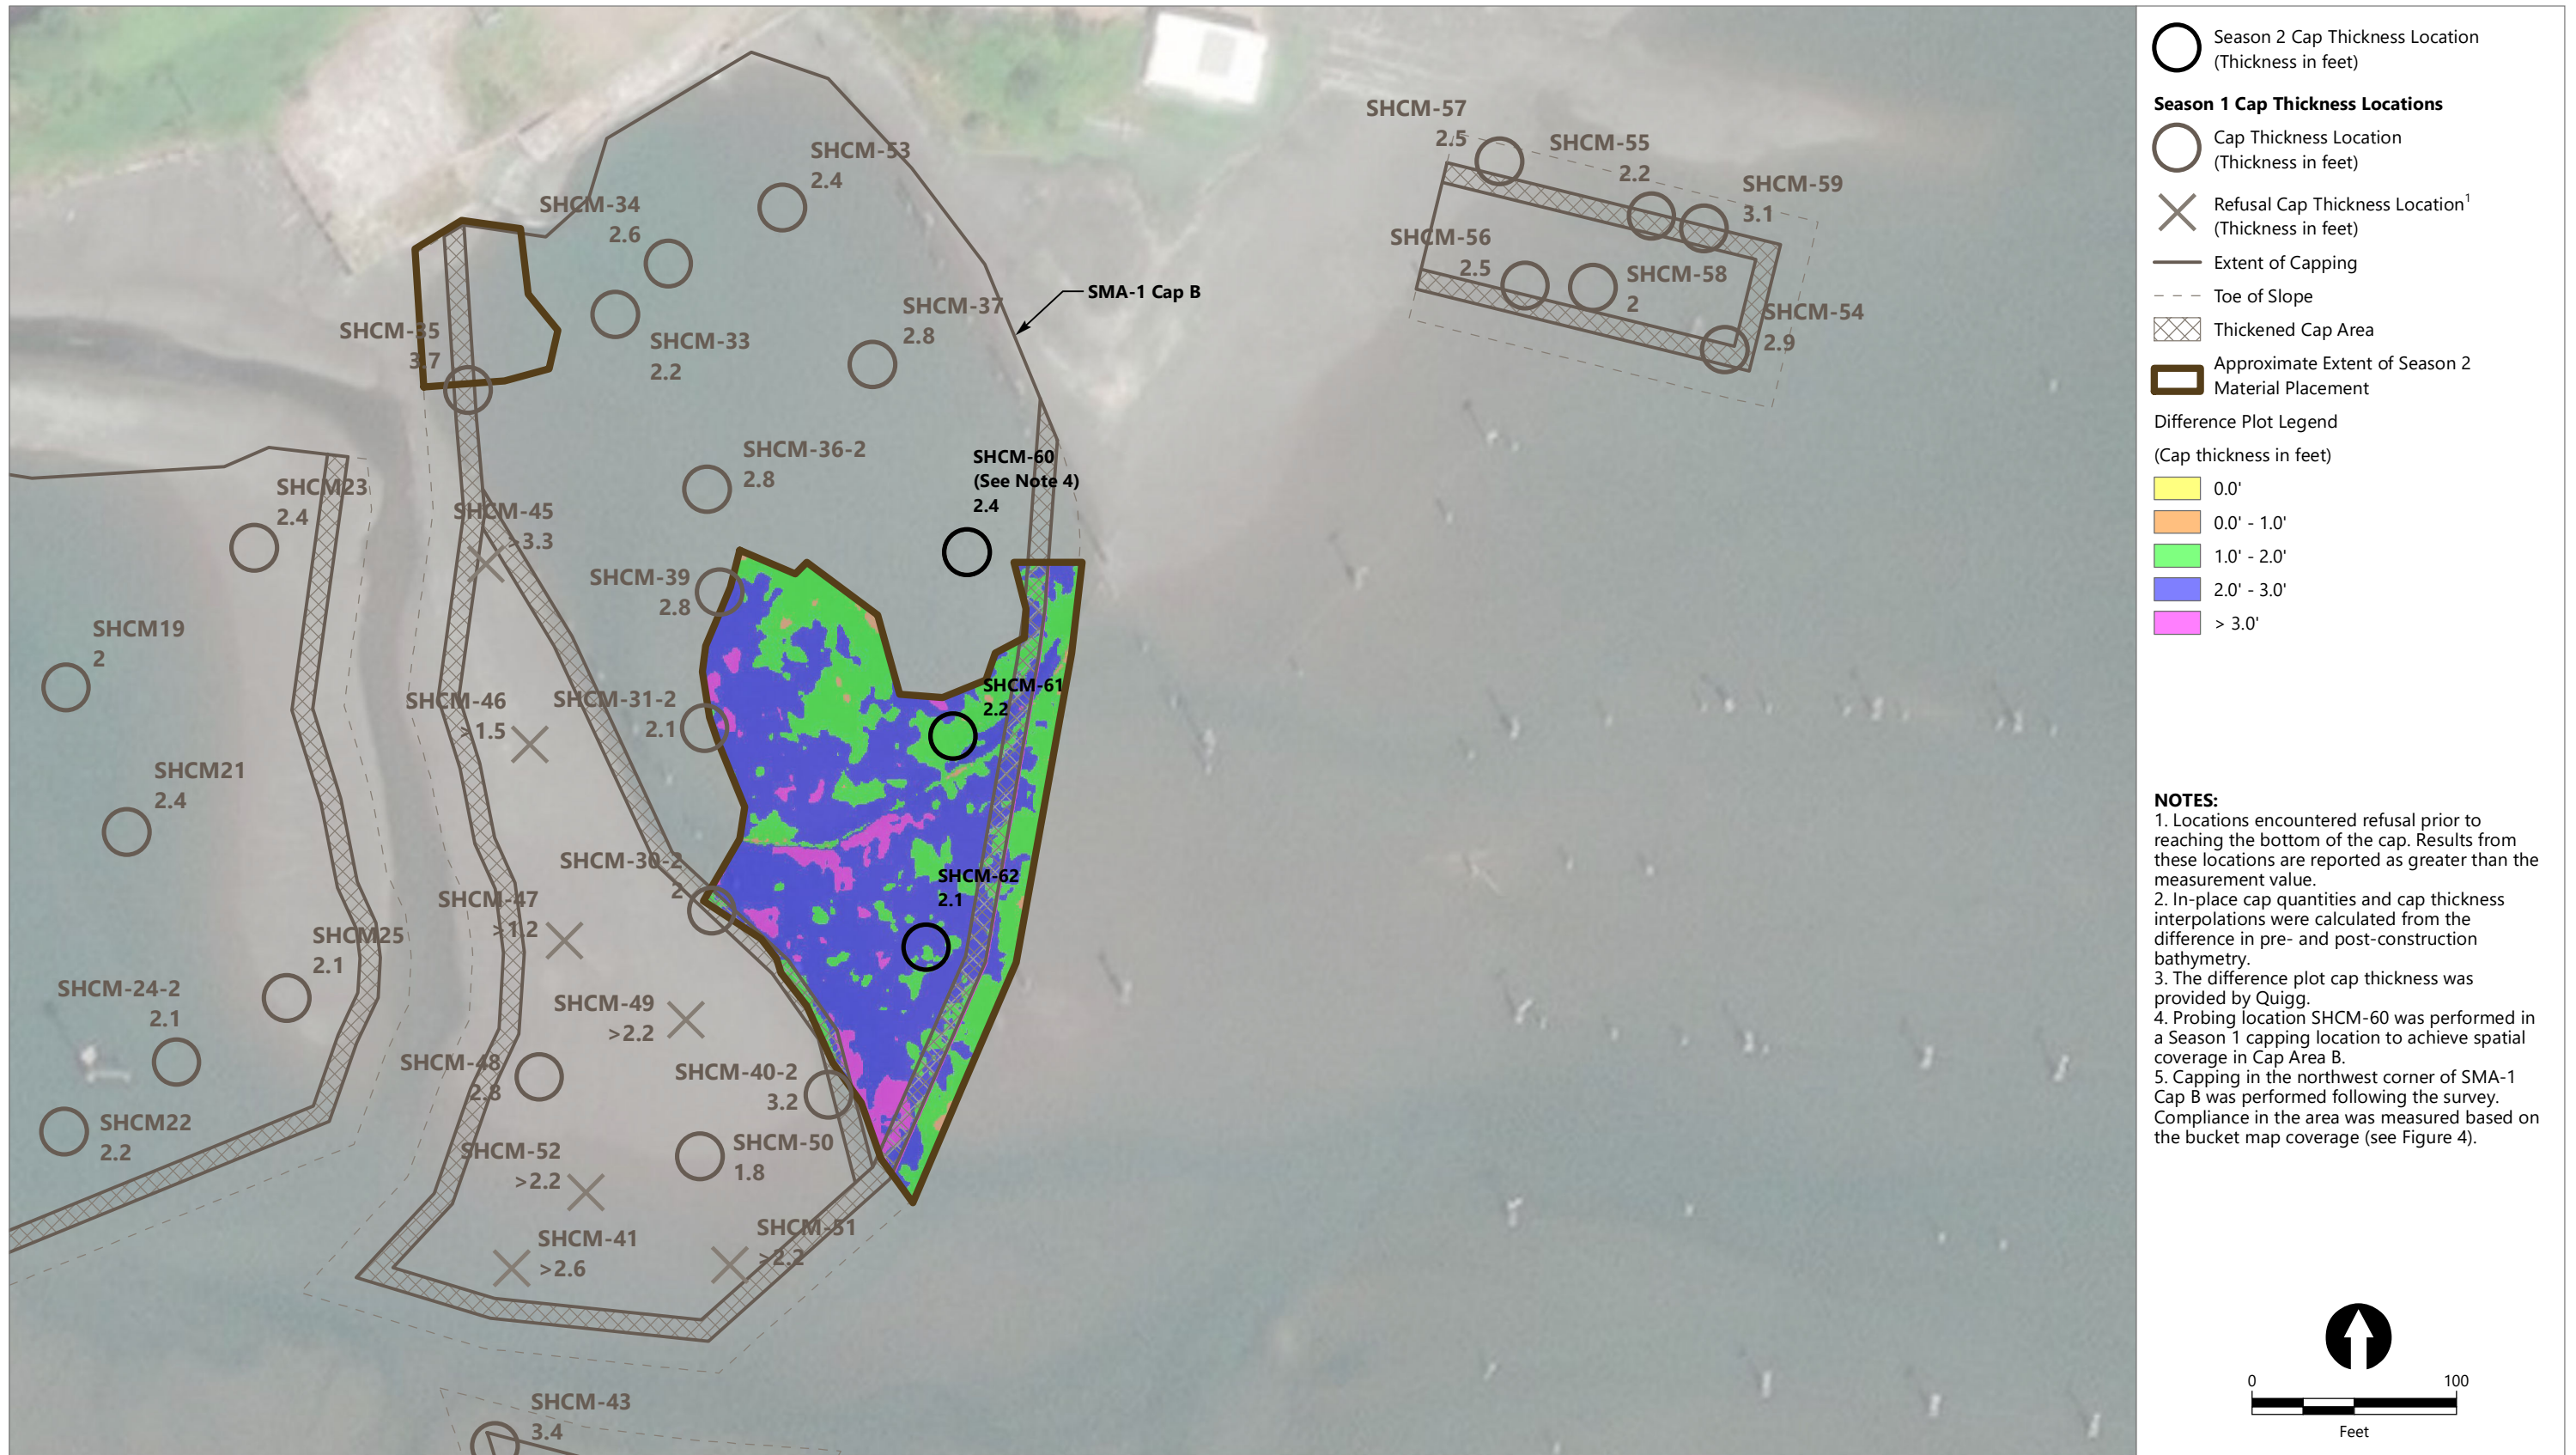 SHCM-57
2.5
SHCM-55
2.2
SHCM-59
3.1
SHCM-53
2.4
SHCM-34
2.6
SHCM-56
2.5
SHCM-58
2
SHCM-54
2.9
SMA-1 Cap B
SHCM-37
2.8
SHCM-35
3.7
SHCM-33
2.2
SHCM-36-2
2.8
SHCM-60
(See Note 4)
2.4
SHCM23
2.4
SHCM-45
>3.3
SHCM-39
2.8
SHCM19
2
SHCM-46
>1.5
SHCM-31-2
2.1
SHCM-61
2.2
SHCM21
2.4
SHCM-30-2
2
SHCM-62
2.1
SHCM-47
>1.2
SHCM25
2.1
SHCM-24-2
2.1
SHCM-49
>2.2
SHCM-48
2.8
SHCM-40-2
3.2
SHCM22
2.2
SHCM-50
1.8
SHCM-52
>2.2
SHCM-41
>2.6
SHCM-51
>2.2
SHCM-43
3.4
Season 2 Cap Thickness Location
(Thickness in feet)
Season 1 Cap Thickness Locations
Cap Thickness Location
(Thickness in feet)
Refusal Cap Thickness Location1
(Thickness in feet)
Extent of Capping
Toe of Slope
Thickened Cap Area
Approximate Extent of Season 2
Material Placement
Difference Plot Legend
(Cap thickness in feet)
0.0'
0.0' - 1.0'
1.0' - 2.0'
2.0' - 3.0'
> 3.0'
NOTES:
1. Locations encountered refusal prior to
reaching the bottom of the cap. Results from
these locations are reported as greater than the
measurement value.
2. In-place cap quantities and cap thickness
interpolations were calculated from the
difference in pre- and post-construction
bathymetry.
3. The difference plot cap thickness was
provided by Quigg.
4. Probing location SHCM-60 was performed in
a Season 1 capping location to achieve spatial
coverage in Cap Area B.
5. Capping in the northwest corner of SMA-1
Cap B was performed following the survey.
Compliance in the area was measured based on
the bucket map coverage (see Figure 4).
0 100
Feet